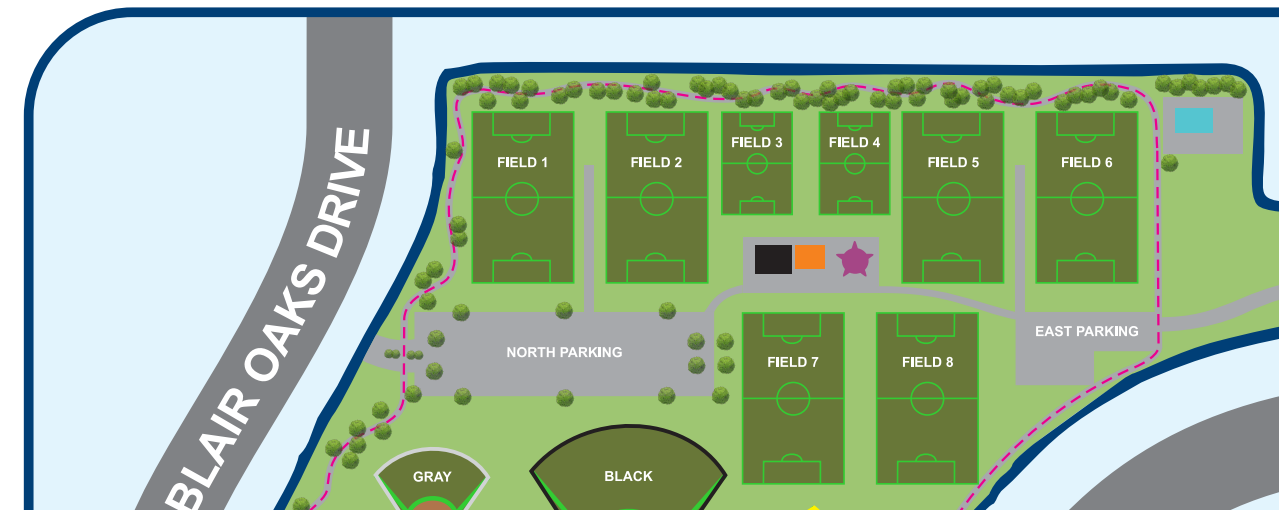 BLAIR OAKS DRIVE
FIELD 1
FIELD 2
FIELD 3
FIELD 4
FIELD 5
FIELD 6
NORTH PARKING
EAST PARKING
FIELD 7
FIELD 8
GRAY
BLACK